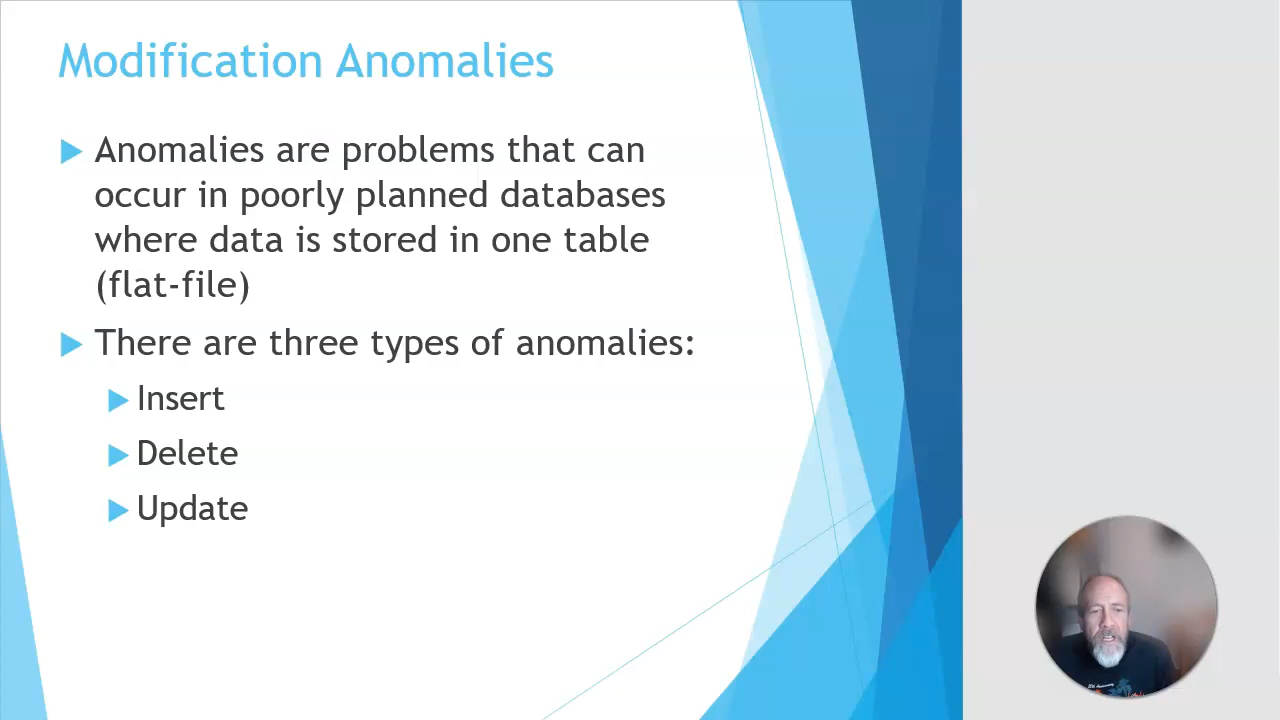 Modification Anomalies
Anomalies are problems that can
occur in poorly planned databases
where data is stored in one table
(flat-file)
There are three types of anomalies:
Insert
Delete
Update